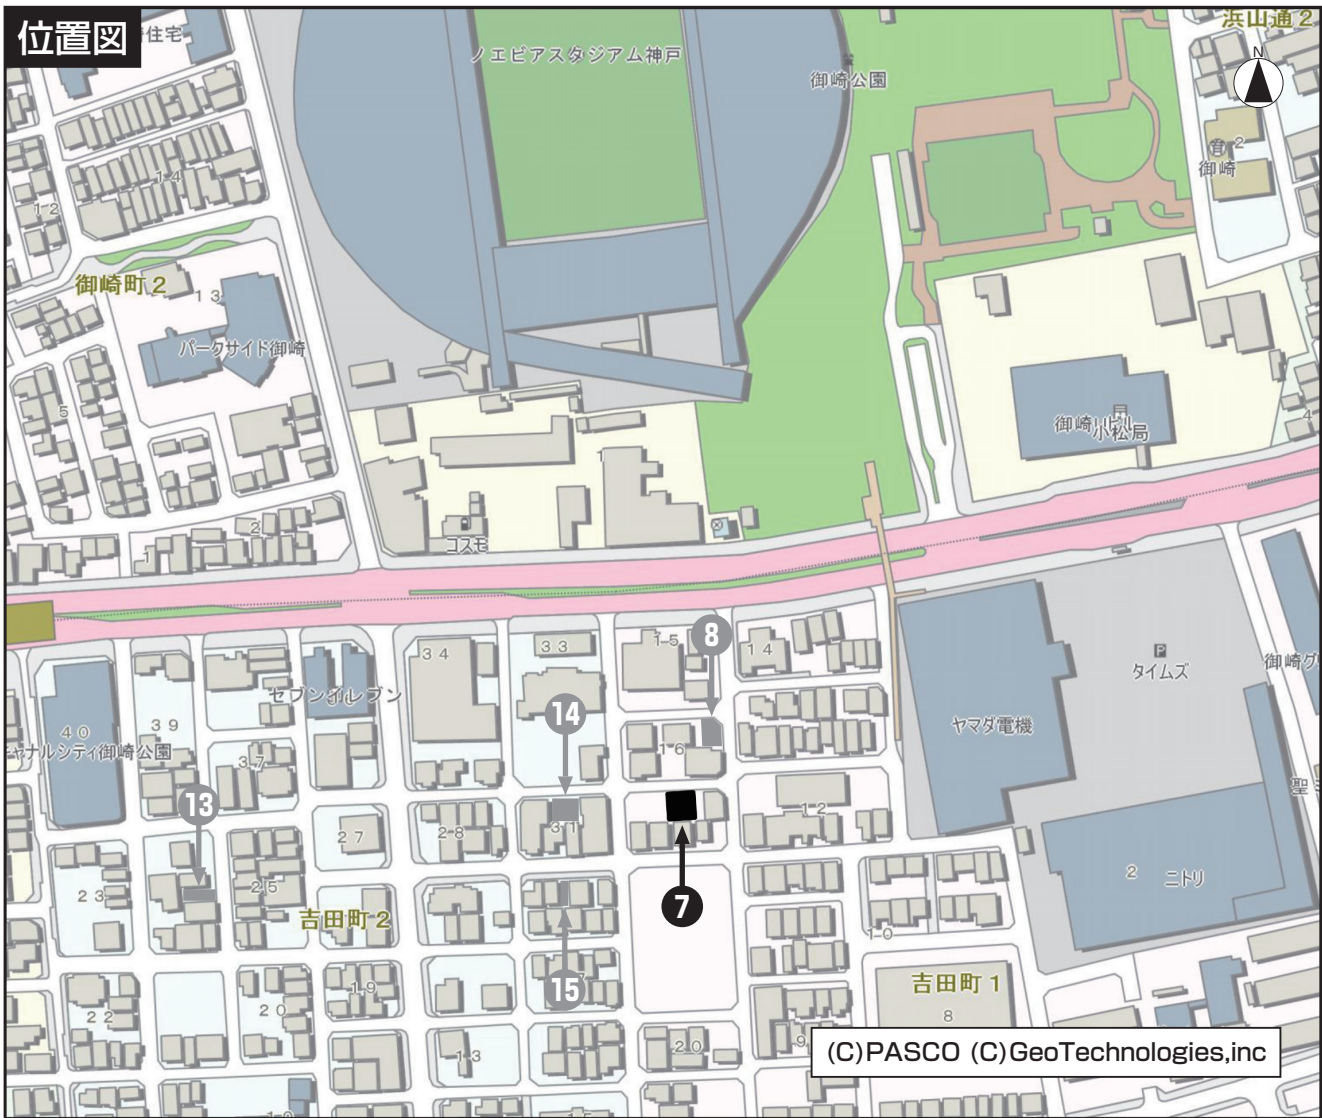 位置図
住宅
ノエビアスタジアム神戸
浜山通2
N
御崎公園
2
御崎
14
12
御崎町2
13
パークサイド御崎
5
御崎
小松局
4
1
2
コスモ
1
34
33
15
8
14
タイムズ
セブンイレブン
14
39
40
ャナルシティ御崎公園
37
16
ヤマダ電機
13
27
28
31
12
23
25
7
2
ニトリ
吉田町2
10
15
19
吉田町1
22
20
8
13
20
9
(C)PASCO (C)GeoTechnologies,inc